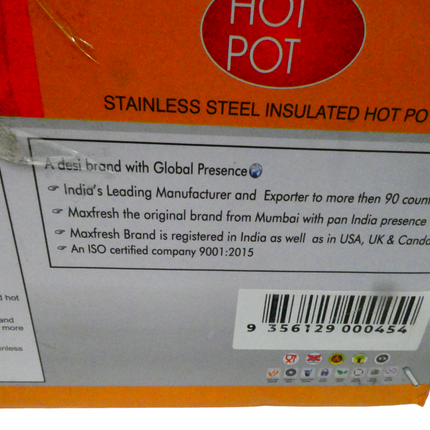 HOT
POT
STAINLESS STEEL INSULATED HOT PO
A desi brand with Global Presence
India's Leading Manufacturer and Exporter to more then 90 count
Maxfresh the original brand from Mumbai with pan India presence
Maxfresh Brand is registered in India as well as in USA, UK & Canda
An ISO certified company 9001:2015
hot
and
more
nless
9 356129 000454